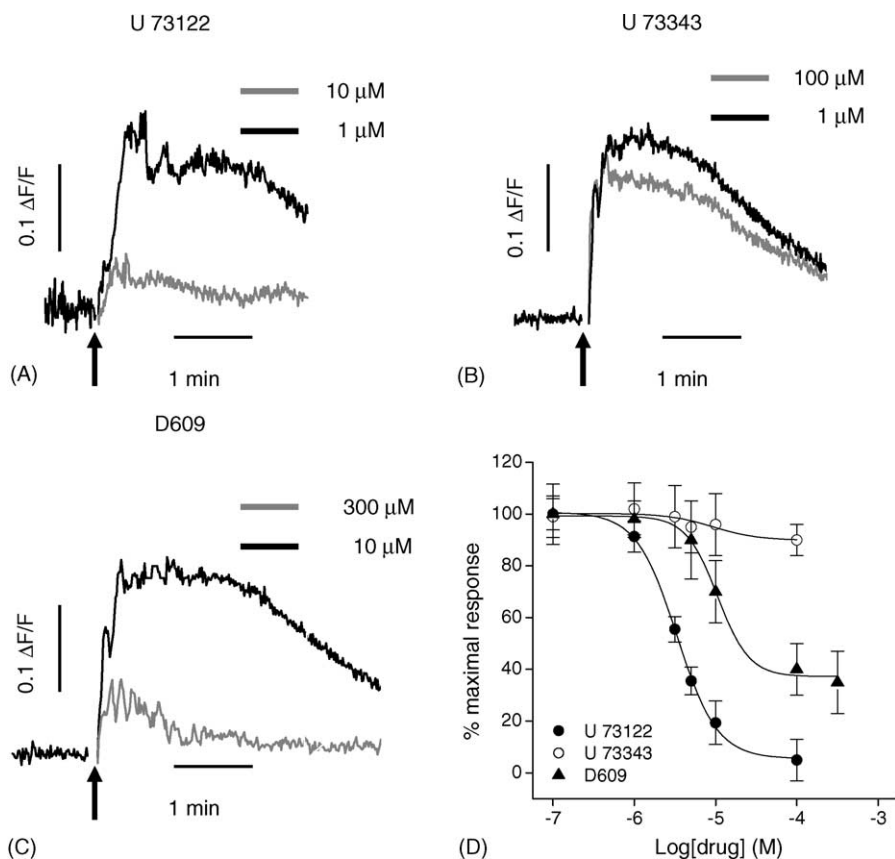 U 73122
10 μM
1 μM
0.1 ΔF/F
(A)
1 min
U 73343
100 μM
1 μM
0.1 ΔF/F
(B)
1 min
D609
300 μM
10 μM
0.1 ΔF/F
(C)
1 min
120
100
80
60
40
20
0
% maximal response
U 73122
U 73343
D609
-7
-6
-5
-4
-3
(D)
Log[drug] (M)